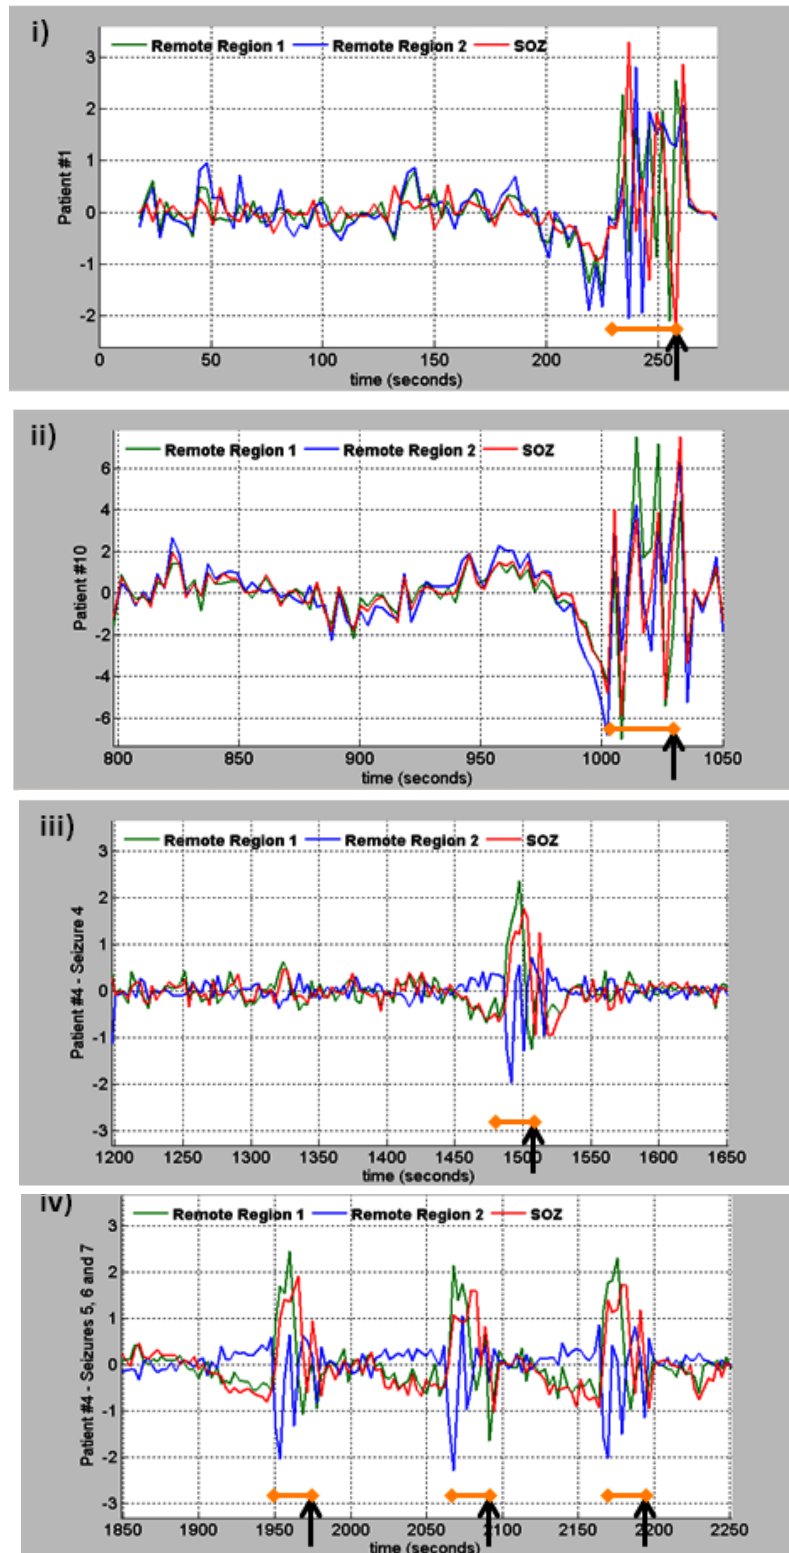 i)
Remote Region 1 Remote Region 2 SOZ
Patient #1
3
2
1
0
-1
-2
0 50 100 150 200 250
time (seconds)
ii)
Remote Region 1 Remote Region 2 SOZ
Patient #10
6
4
2
0
-2
-4
-6
800 850 900 950 1000 1050
time (seconds)
iii)
Remote Region 1 Remote Region 2 SOZ
Patient #4 - Seizure 4
3
2
1
0
-1
-2
-3
1200 1250 1300 1350 1400 1450 1500 1550 1600 1650
time (seconds)
iv)
Remote Region 1 Remote Region 2 SOZ
Patient #4 - Seizures 5, 6 and 7
3
2
1
0
-1
-2
-3
1850 1900 1950 2000 2050 2100 2150 2200 2250
time (seconds)